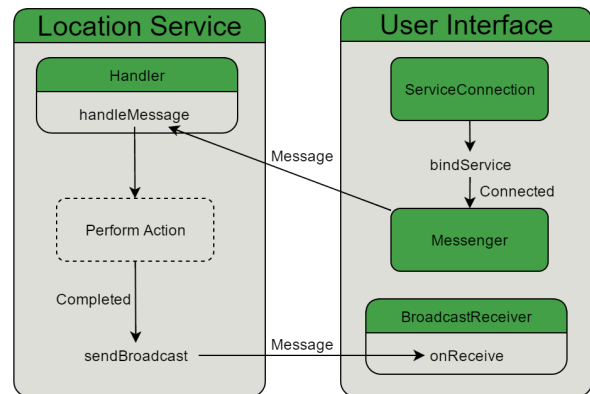 Location Service
Handler
handleMessage
Perform Action
Completed
sendBroadcast
Message
Message
User Interface
ServiceConnection
bindService
Connected
Messenger
BroadcastReceiver
onReceive